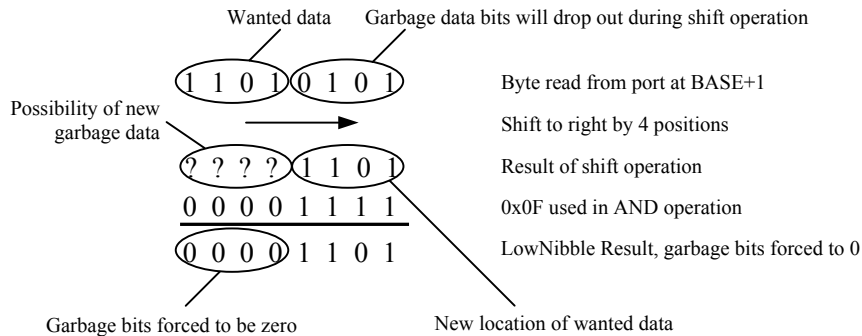 Wanted data
Garbage data bits will drop out during shift operation
1 1 0 1 0 1 0 1
Byte read from port at BASE+1
Possibility of new
garbage data
Shift to right by 4 positions
? ? ? ? 1 1 0 1
Result of shift operation
0 0 0 0 1 1 1 1
0x0F used in AND operation
0 0 0 0 1 1 0 1
LowNibble Result, garbage bits forced to 0
Garbage bits forced to be zero
New location of wanted data